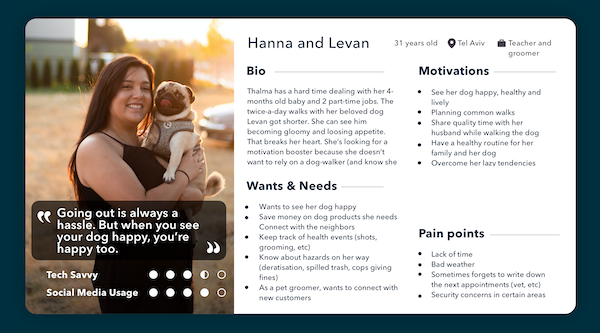 Hanna and Levan
31 years old
Tel Aviv
Teacher and
groomer
Bio
Thalma has a hard time dealing with her 4-
months old baby and 2 part-time jobs. The
twice-a-day walks with her beloved dog
Levan got shorter. She can see him
becoming gloomy and loosing appetite.
That breaks her heart. She's looking for a
motivation booster because she doesn't
want to rely on a dog-walker (and know she
Motivations
See her dog happy, healthy and
lively
Planning common walks
Share quality time with her
husband while walking the dog
Have a healthy routine for her
family and her dog
Overcome her lazy tendencies
Wants & Needs
Wants to see her dog happy
Save money on dog products she needs
Connect with the neighbors
Keep track of health events (shots,
grooming, etc)
Know about hazards on her way
(deratisation, spilled trash, cops giving
fines)
As a pet groomer, wants to connect with
new customers
Pain points
Lack of time
Bad weather
Sometimes forgets to write down
the next appointments (vet, etc)
Security concerns in certain areas
“Going out is always a
hassle. But when you see
your dog happy, you're
happy too.”
Tech Savvy
Social Media Usage